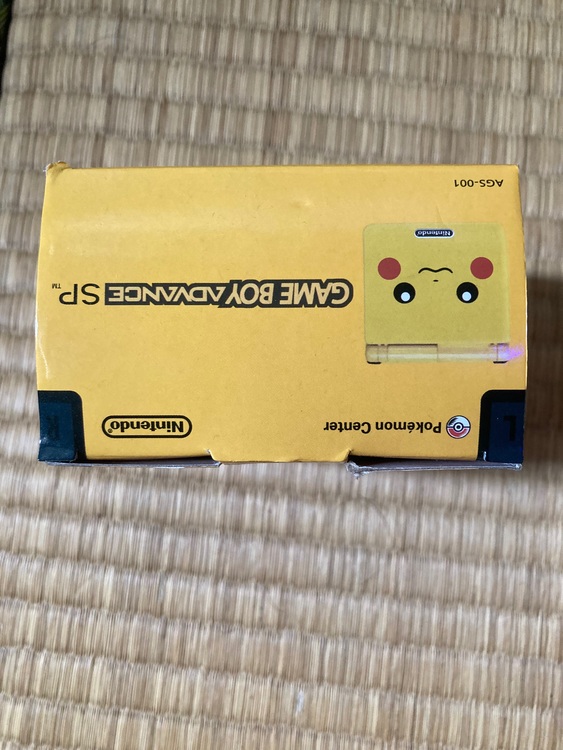 Pokémon Center
Nintendo
GAME BOY ADVANCE SP™
Nintendo
AGS-001
L
R